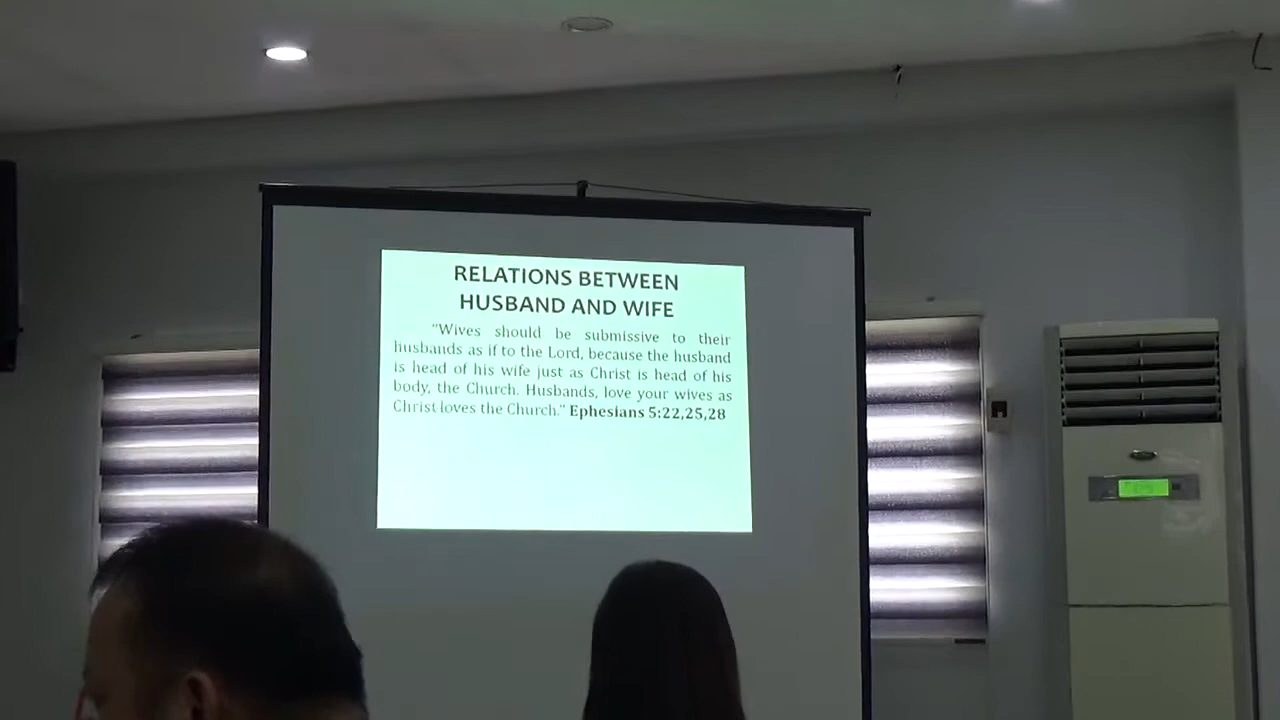 RELATIONS BETWEEN
HUSBAND AND WIFE
“Wives should be submissive to their
husbands as if to the Lord, because the husband
is head of his wife just as Christ is head of his
body, the Church. Husbands, love your wives as
Christ loves the Church.” Ephesians 5:22,25,28